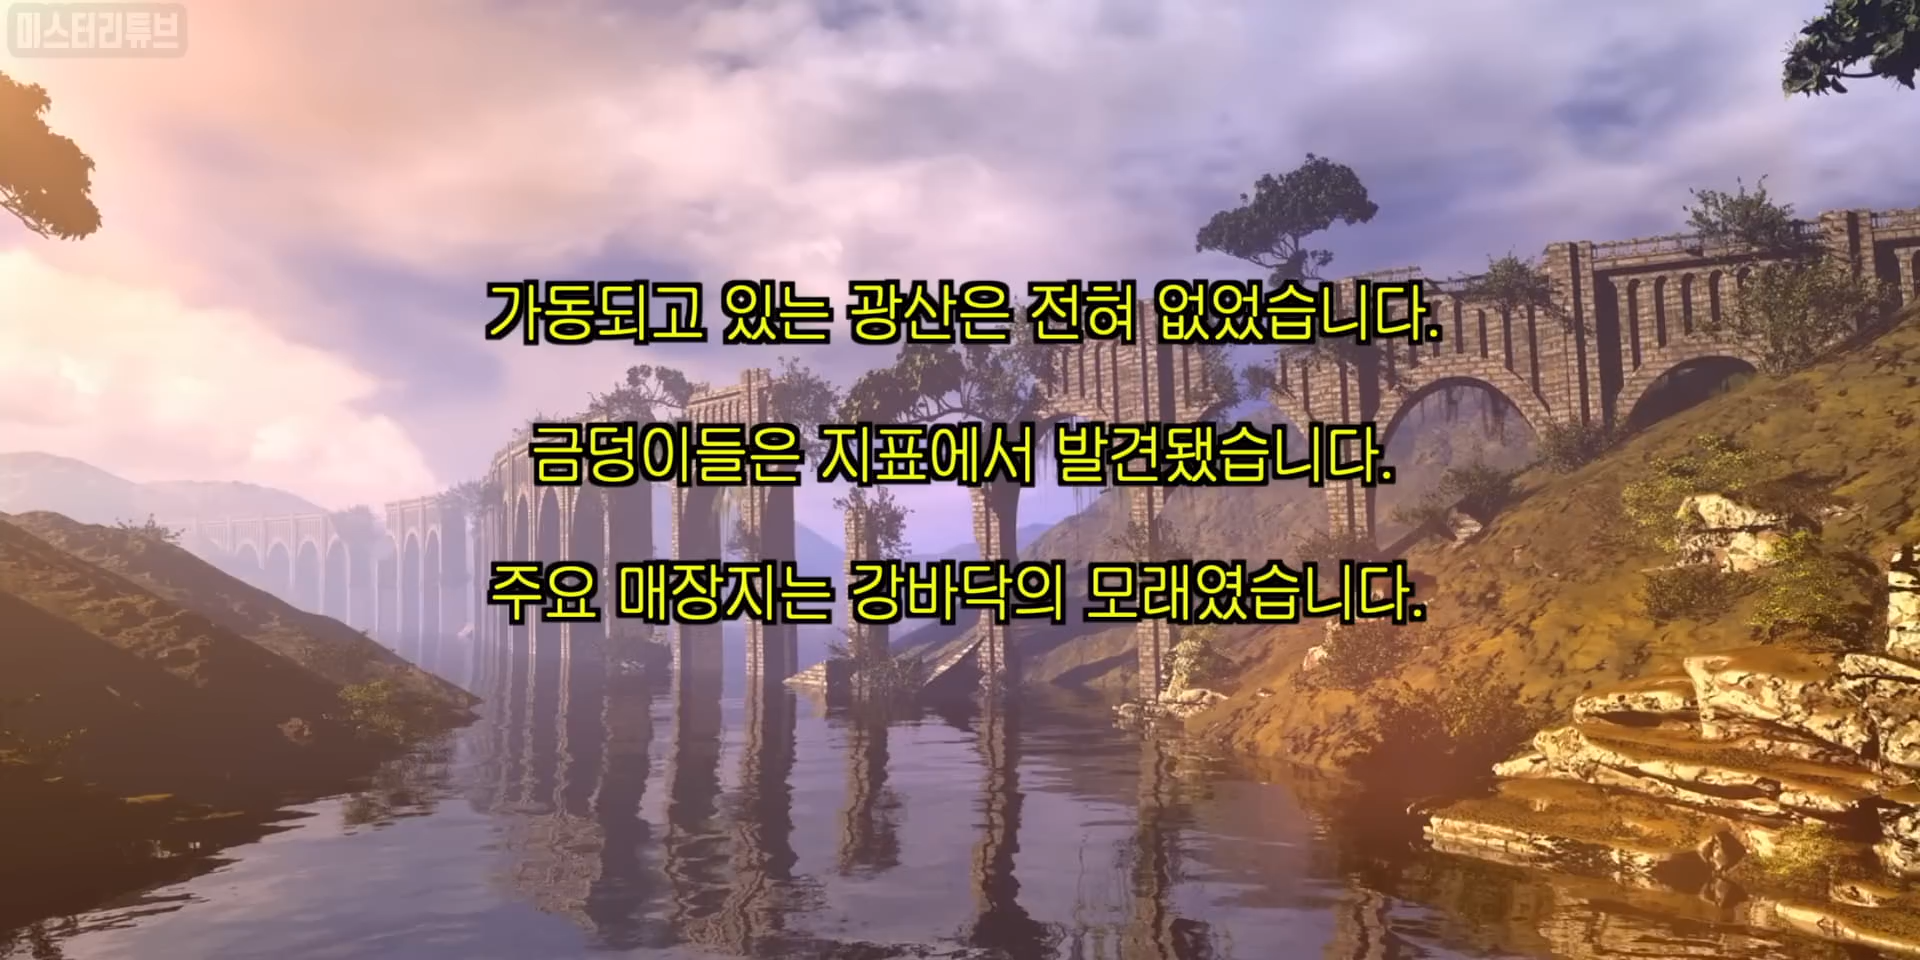 미스터리튜브
가동되고 있는 광산은 전혀 없었습니다.
금덩이들은 지표에서 발견됐습니다.
주요 매장지는 강바닥의 모래였습니다.